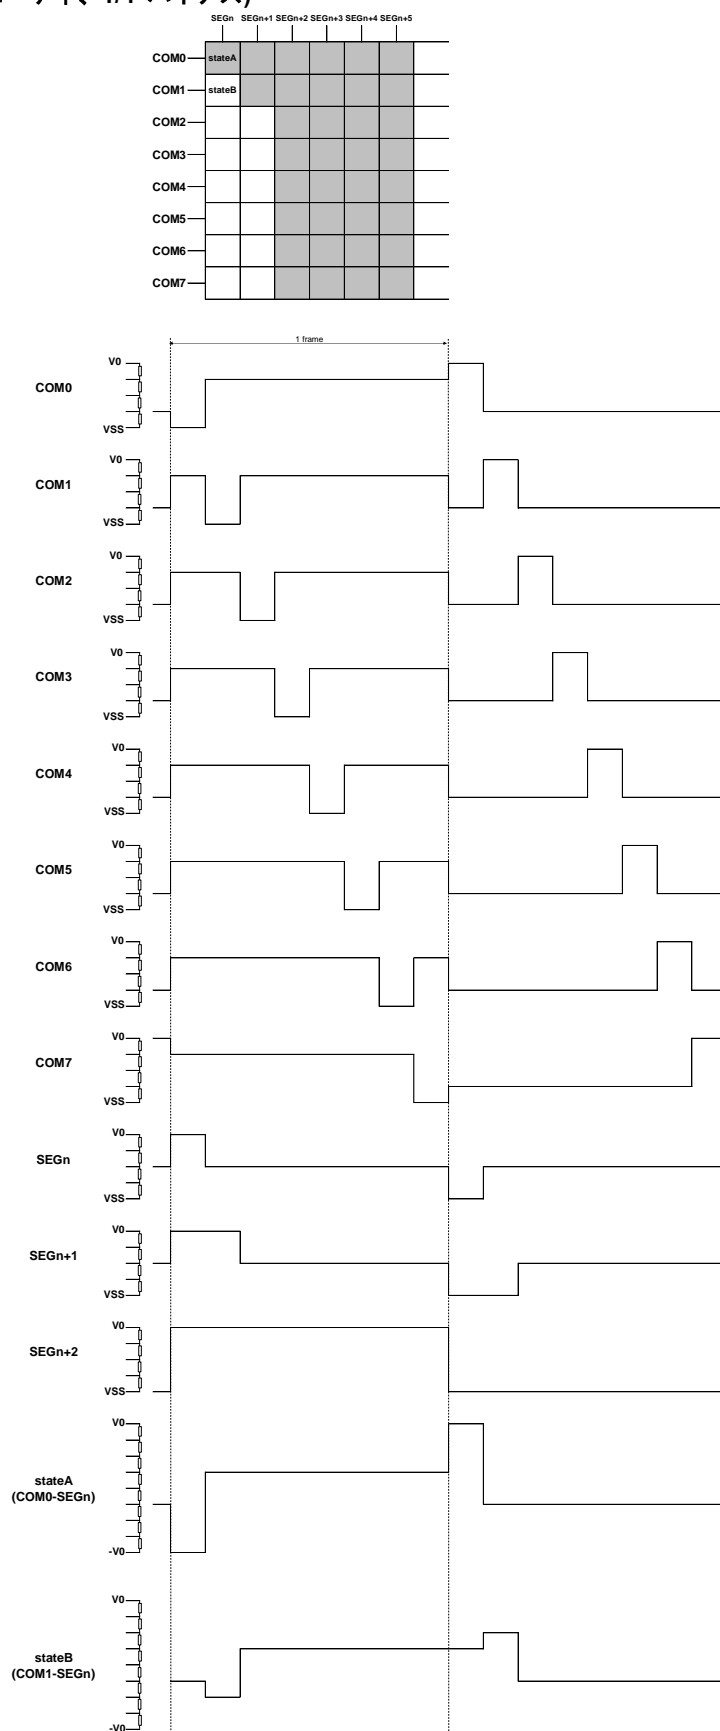 SEGn SEGn+1 SEGn+2 SEGn+3 SEGn+4 SEGn+5
COM0 stateA
COM1 stateB
COM2
COM3
COM4
COM5
COM6
COM7
1 frame
V0
COM0
VSS
V0
COM1
VSS
V0
COM2
VSS
V0
COM3
VSS
V0
COM4
VSS
V0
COM5
VSS
V0
COM6
VSS
V0
COM7
VSS
V0
SEGn
VSS
V0
SEGn+1
VSS
V0
SEGn+2
VSS
V0
stateA
(COM0-SEGn)
-V0
V0
stateB
(COM1-SEGn)
-V0